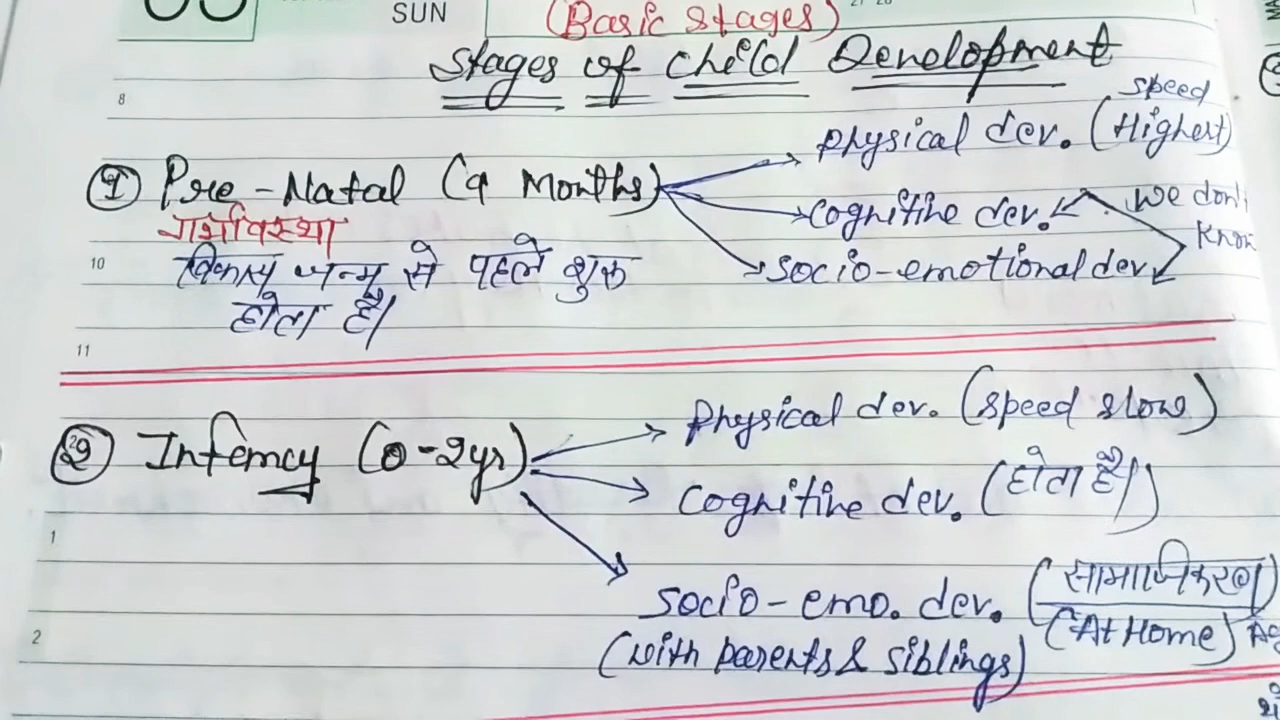 SUN
(Basic Stages)
Stages of Child Development
8
speed
Physical dev. (Highest)
① Pre-Natal (9 Months)
Cognitive dev.
we don't
know
गर्भावस्था
Socio-emotional dev
10
विकास जन्म से पहले शुरू
होता है।
11
Physical dev. (speed slow)
② Infency (0-2yr)
Cognitive dev. (होता है।)
1
Socio-emo. dev. (सामाजिकरण)
(At Home)
2
(with parents & siblings)